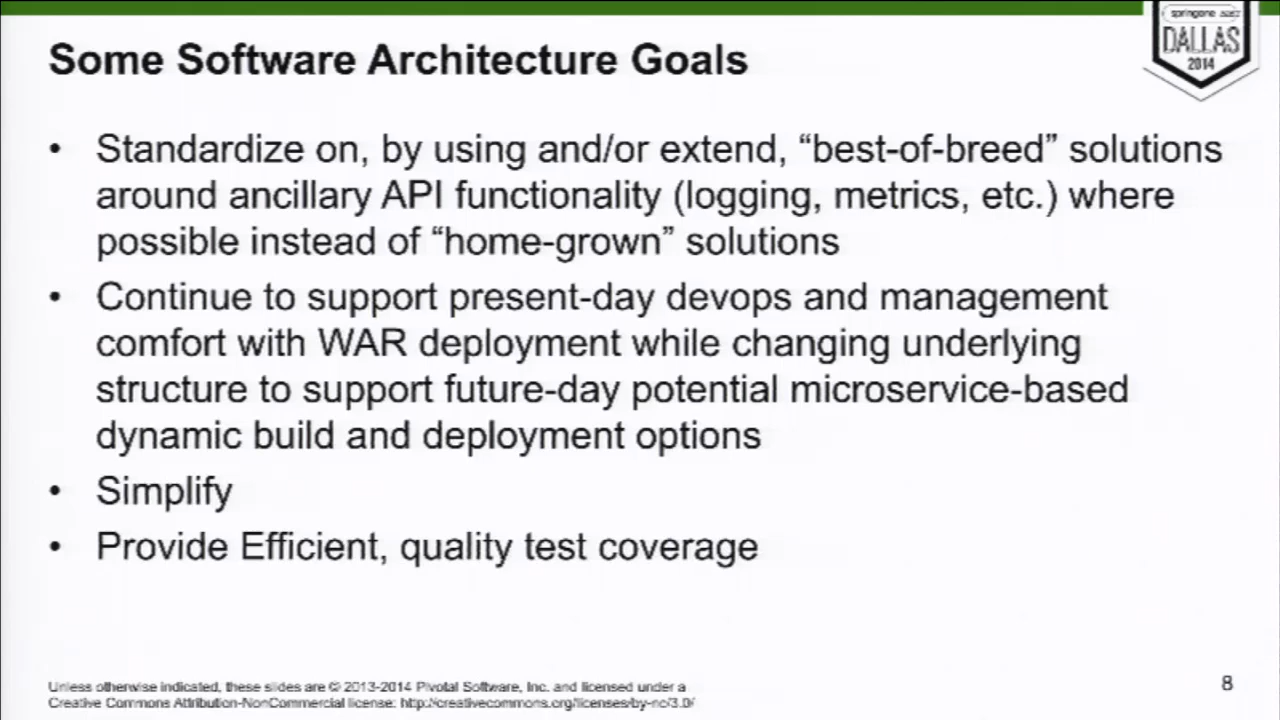 springone 2GX
DALLAS
2014
Some Software Architecture Goals
• Standardize on, by using and/or extend, “best-of-breed” solutions
around ancillary API functionality (logging, metrics, etc.) where
possible instead of “home-grown” solutions
• Continue to support present-day devops and management
comfort with WAR deployment while changing underlying
structure to support future-day potential microservice-based
dynamic build and deployment options
• Simplify
• Provide Efficient, quality test coverage
Unless otherwise indicated, these slides are © 2013-2014 Pivotal Software, Inc. and licensed under a
Creative Commons Attribution-NonCommercial license: http://creativecommons.org/licenses/by-nc/3.0/
8